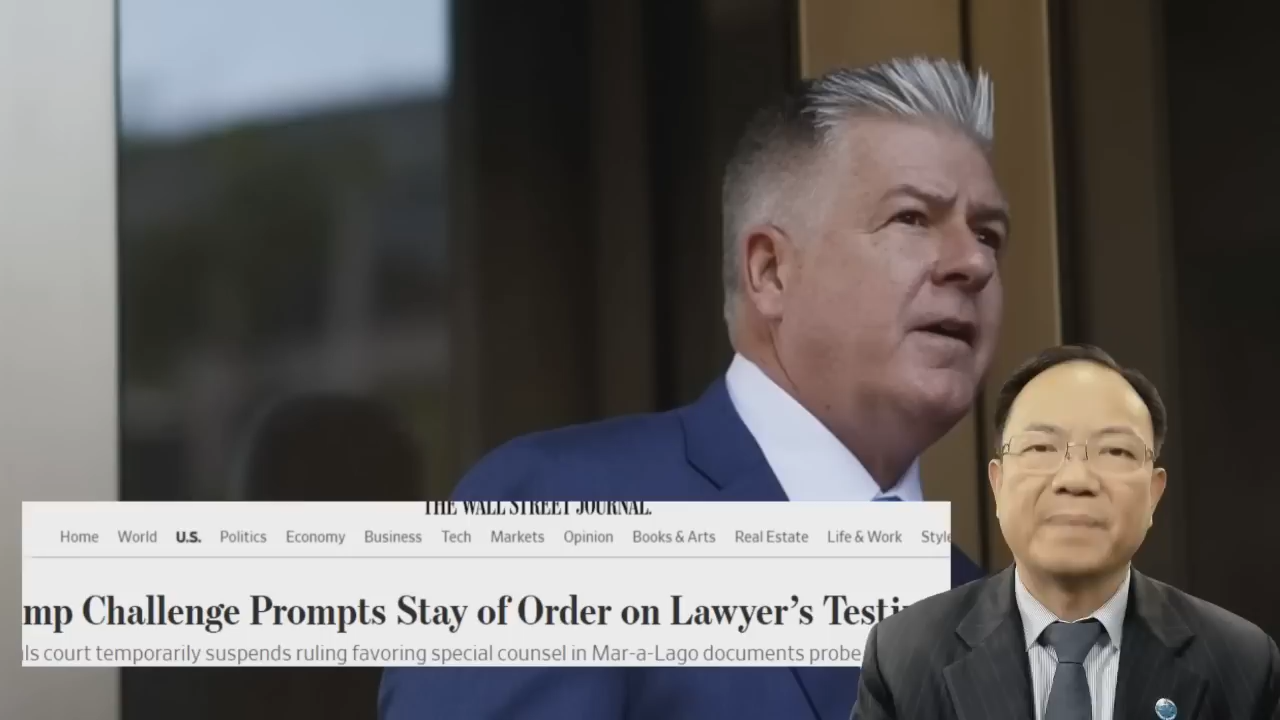 THE WALL STREET JOURNAL.
Home World U.S. Politics Economy Business Tech Markets Opinion Books & Arts Real Estate Life & Work Style
mp Challenge Prompts Stay of Order on Lawyer’s Testi
ls court temporarily suspends ruling favoring special counsel in Mar-a-Lago documents probe